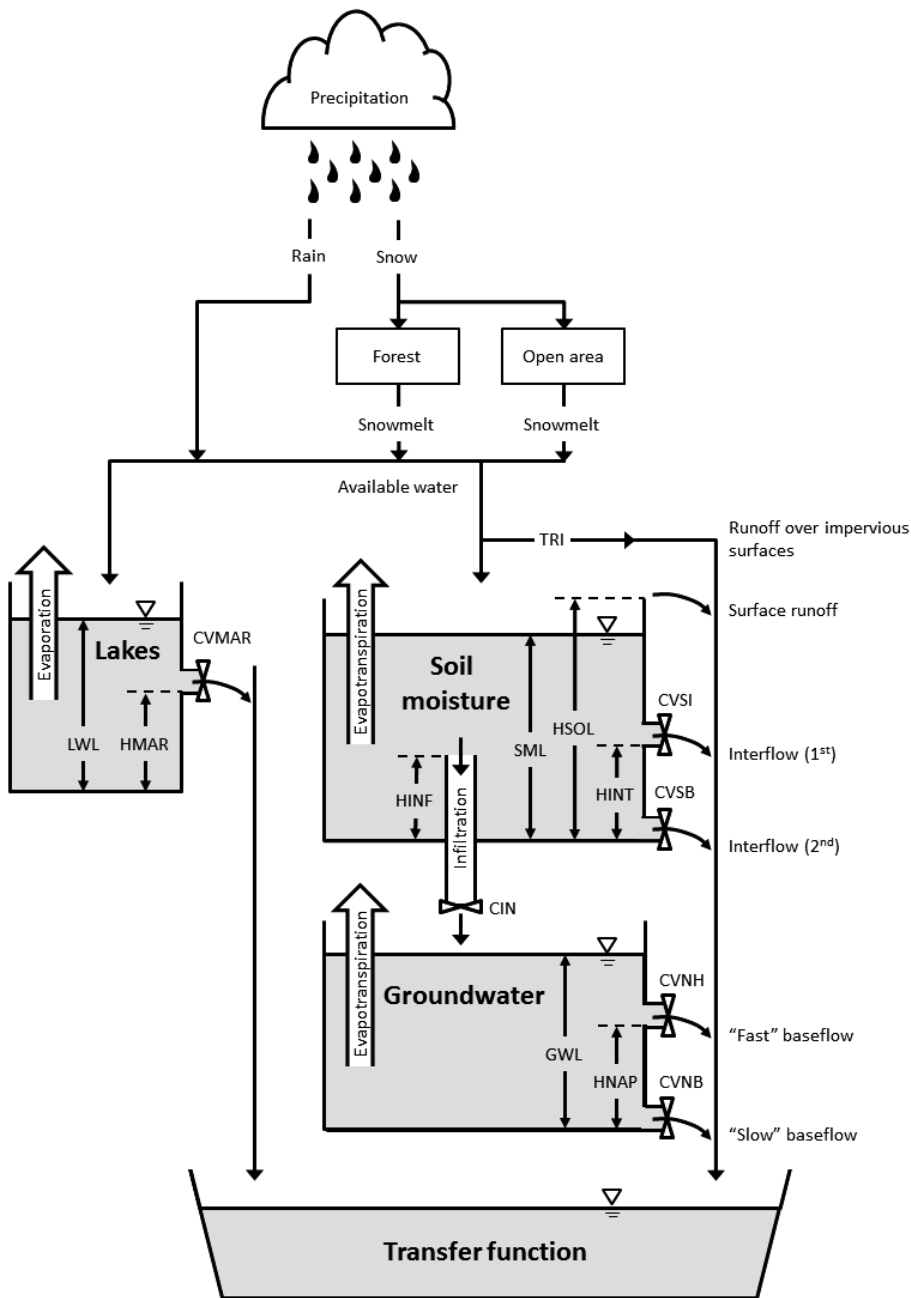 Precipitation
Rain
Snow
Forest
Open area
Snowmelt
Snowmelt
Available water
TRI
Runoff over impervious
surfaces
Surface runoff
Evaporation
Lakes
CVMAR
LWL
HMAR
Evapotranspiration
Soil
moisture
HSOL
SML
HINF
HINT
Infiltration
CVSI
Interflow (1st)
CVSB
Interflow (2nd)
CIN
Evapotranspiration
Groundwater
GWL
HNAP
CVNH
"Fast" baseflow
CVNB
"Slow" baseflow
Transfer function